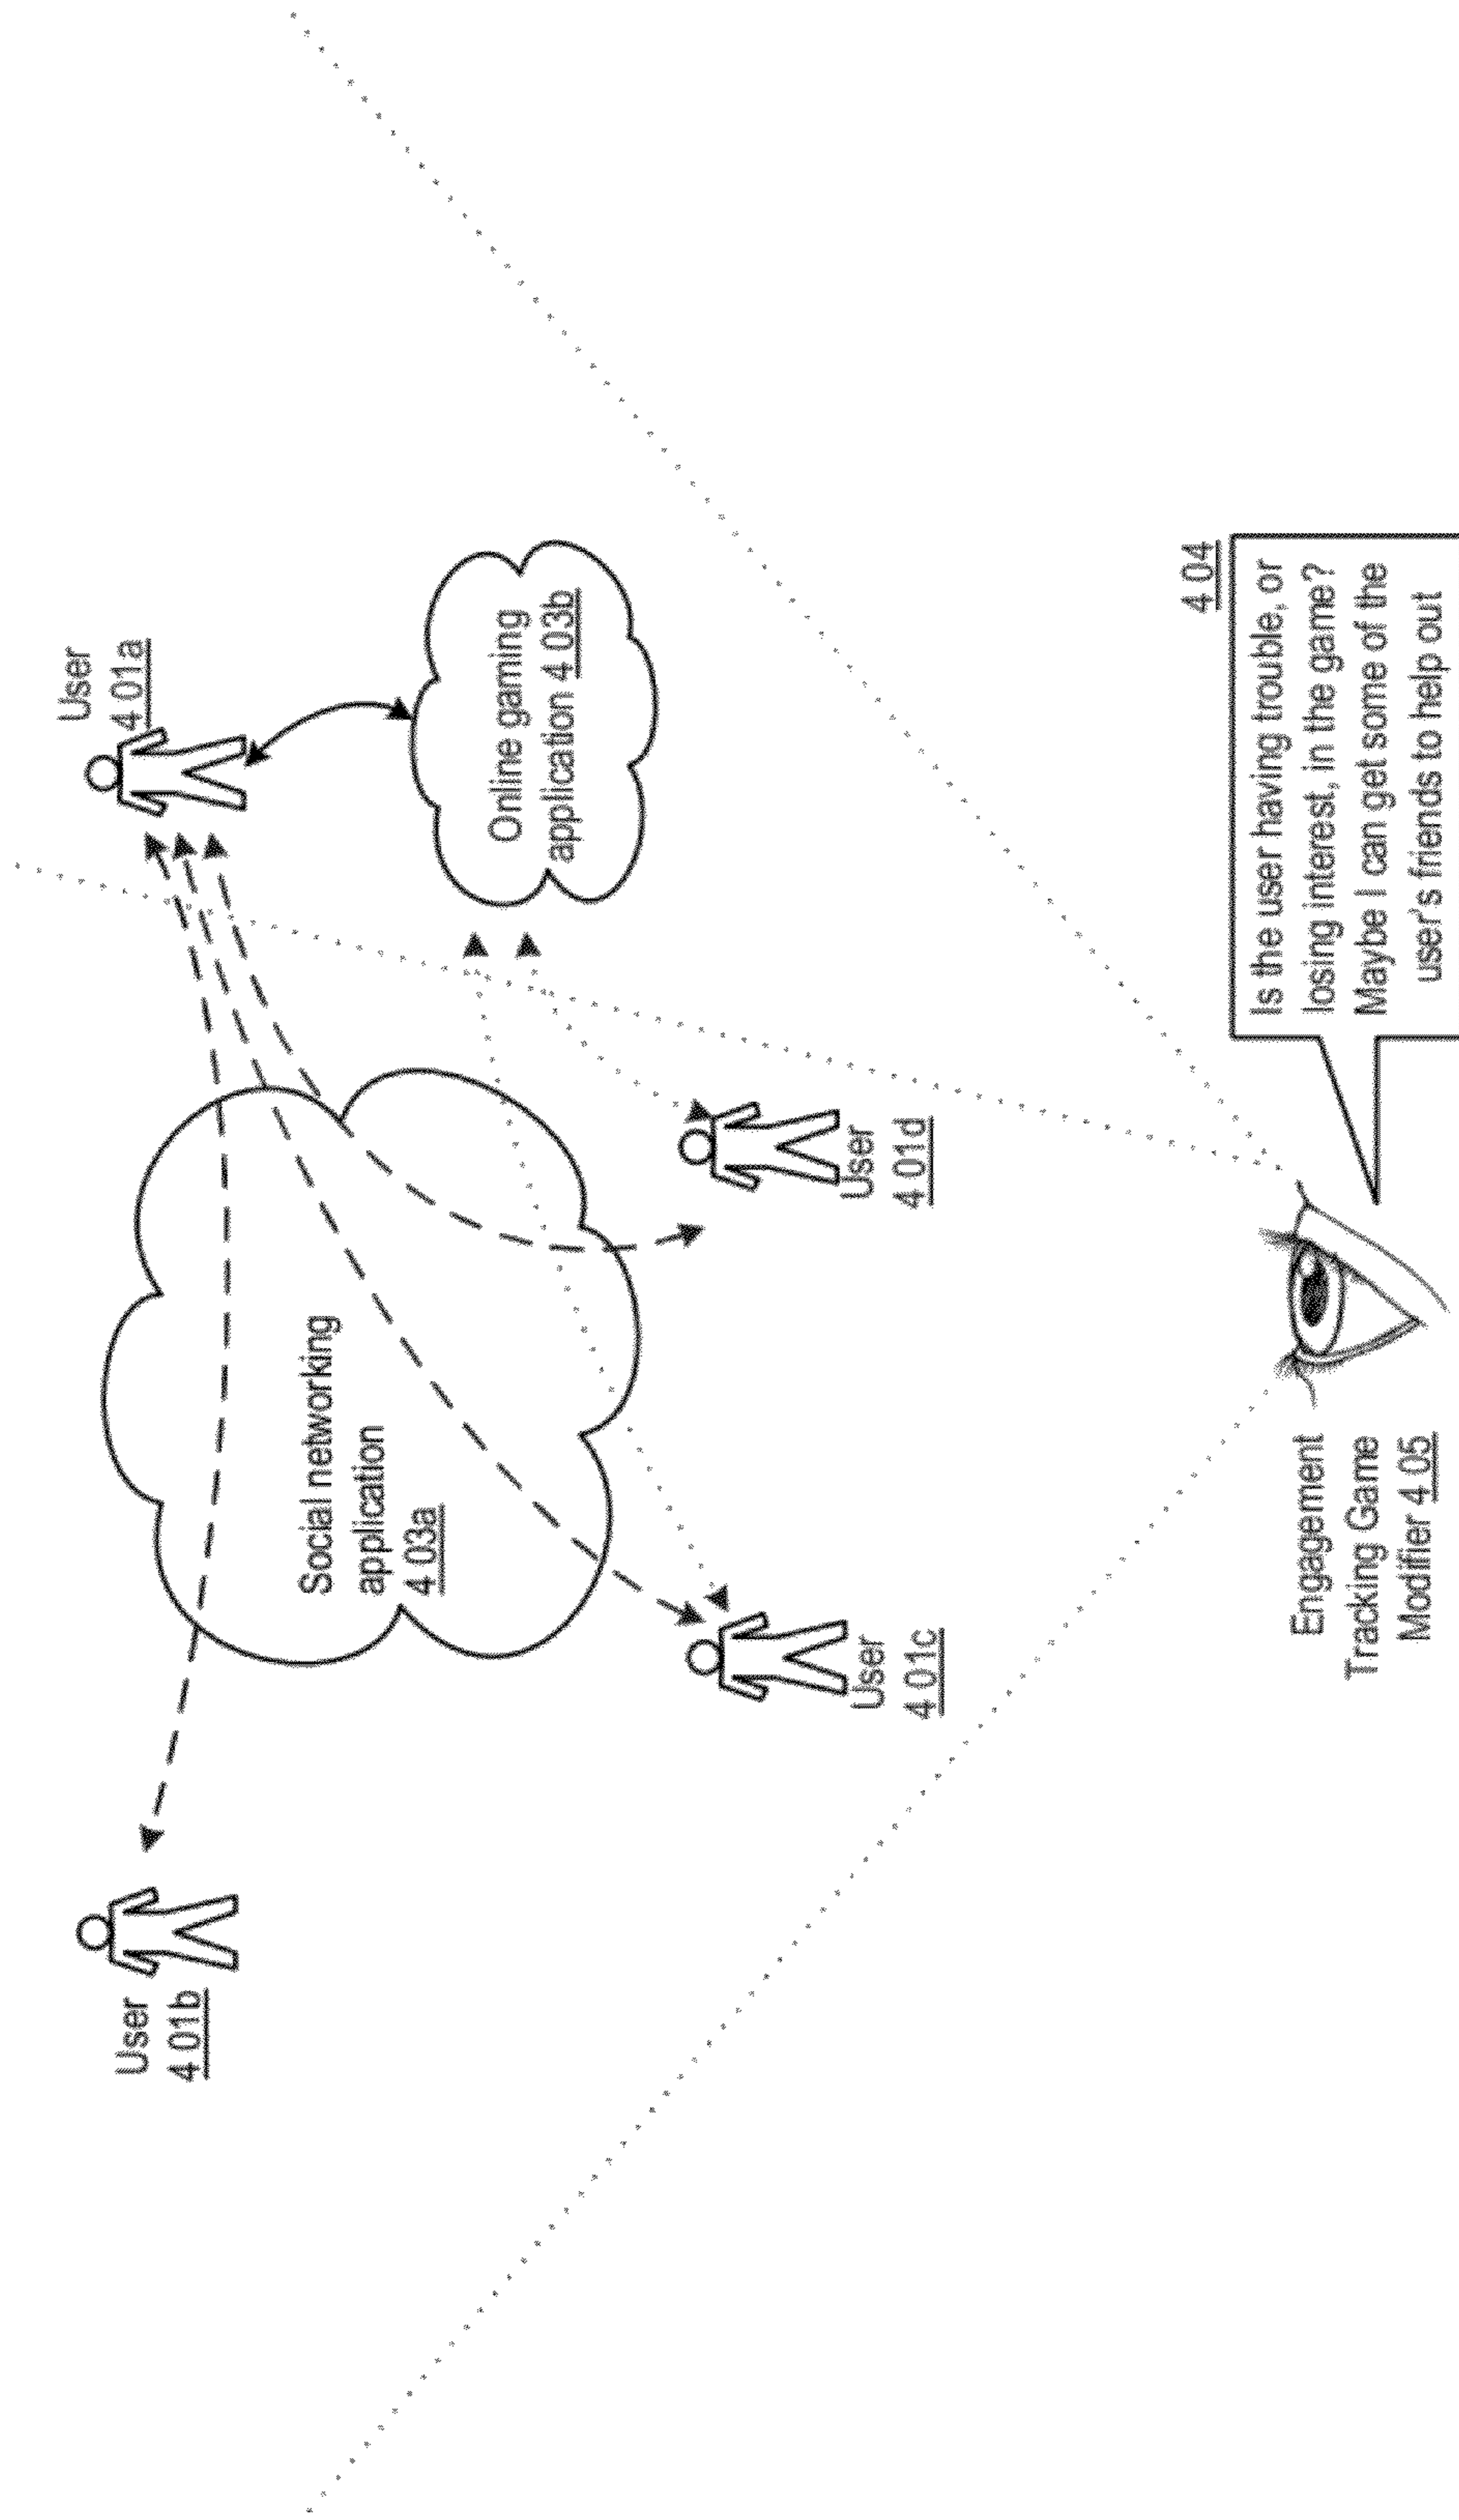 User
4 01a
User
4 01b
Social networking
application
4 03a
Online gaming
application 4 03b
User
4 01c
User
4 01d
4 04
Is the user having trouble, or
losing interest, in the game?
Maybe I can get some of the
user's friends to help out
Engagement
Tracking Game
Modifier 4 05